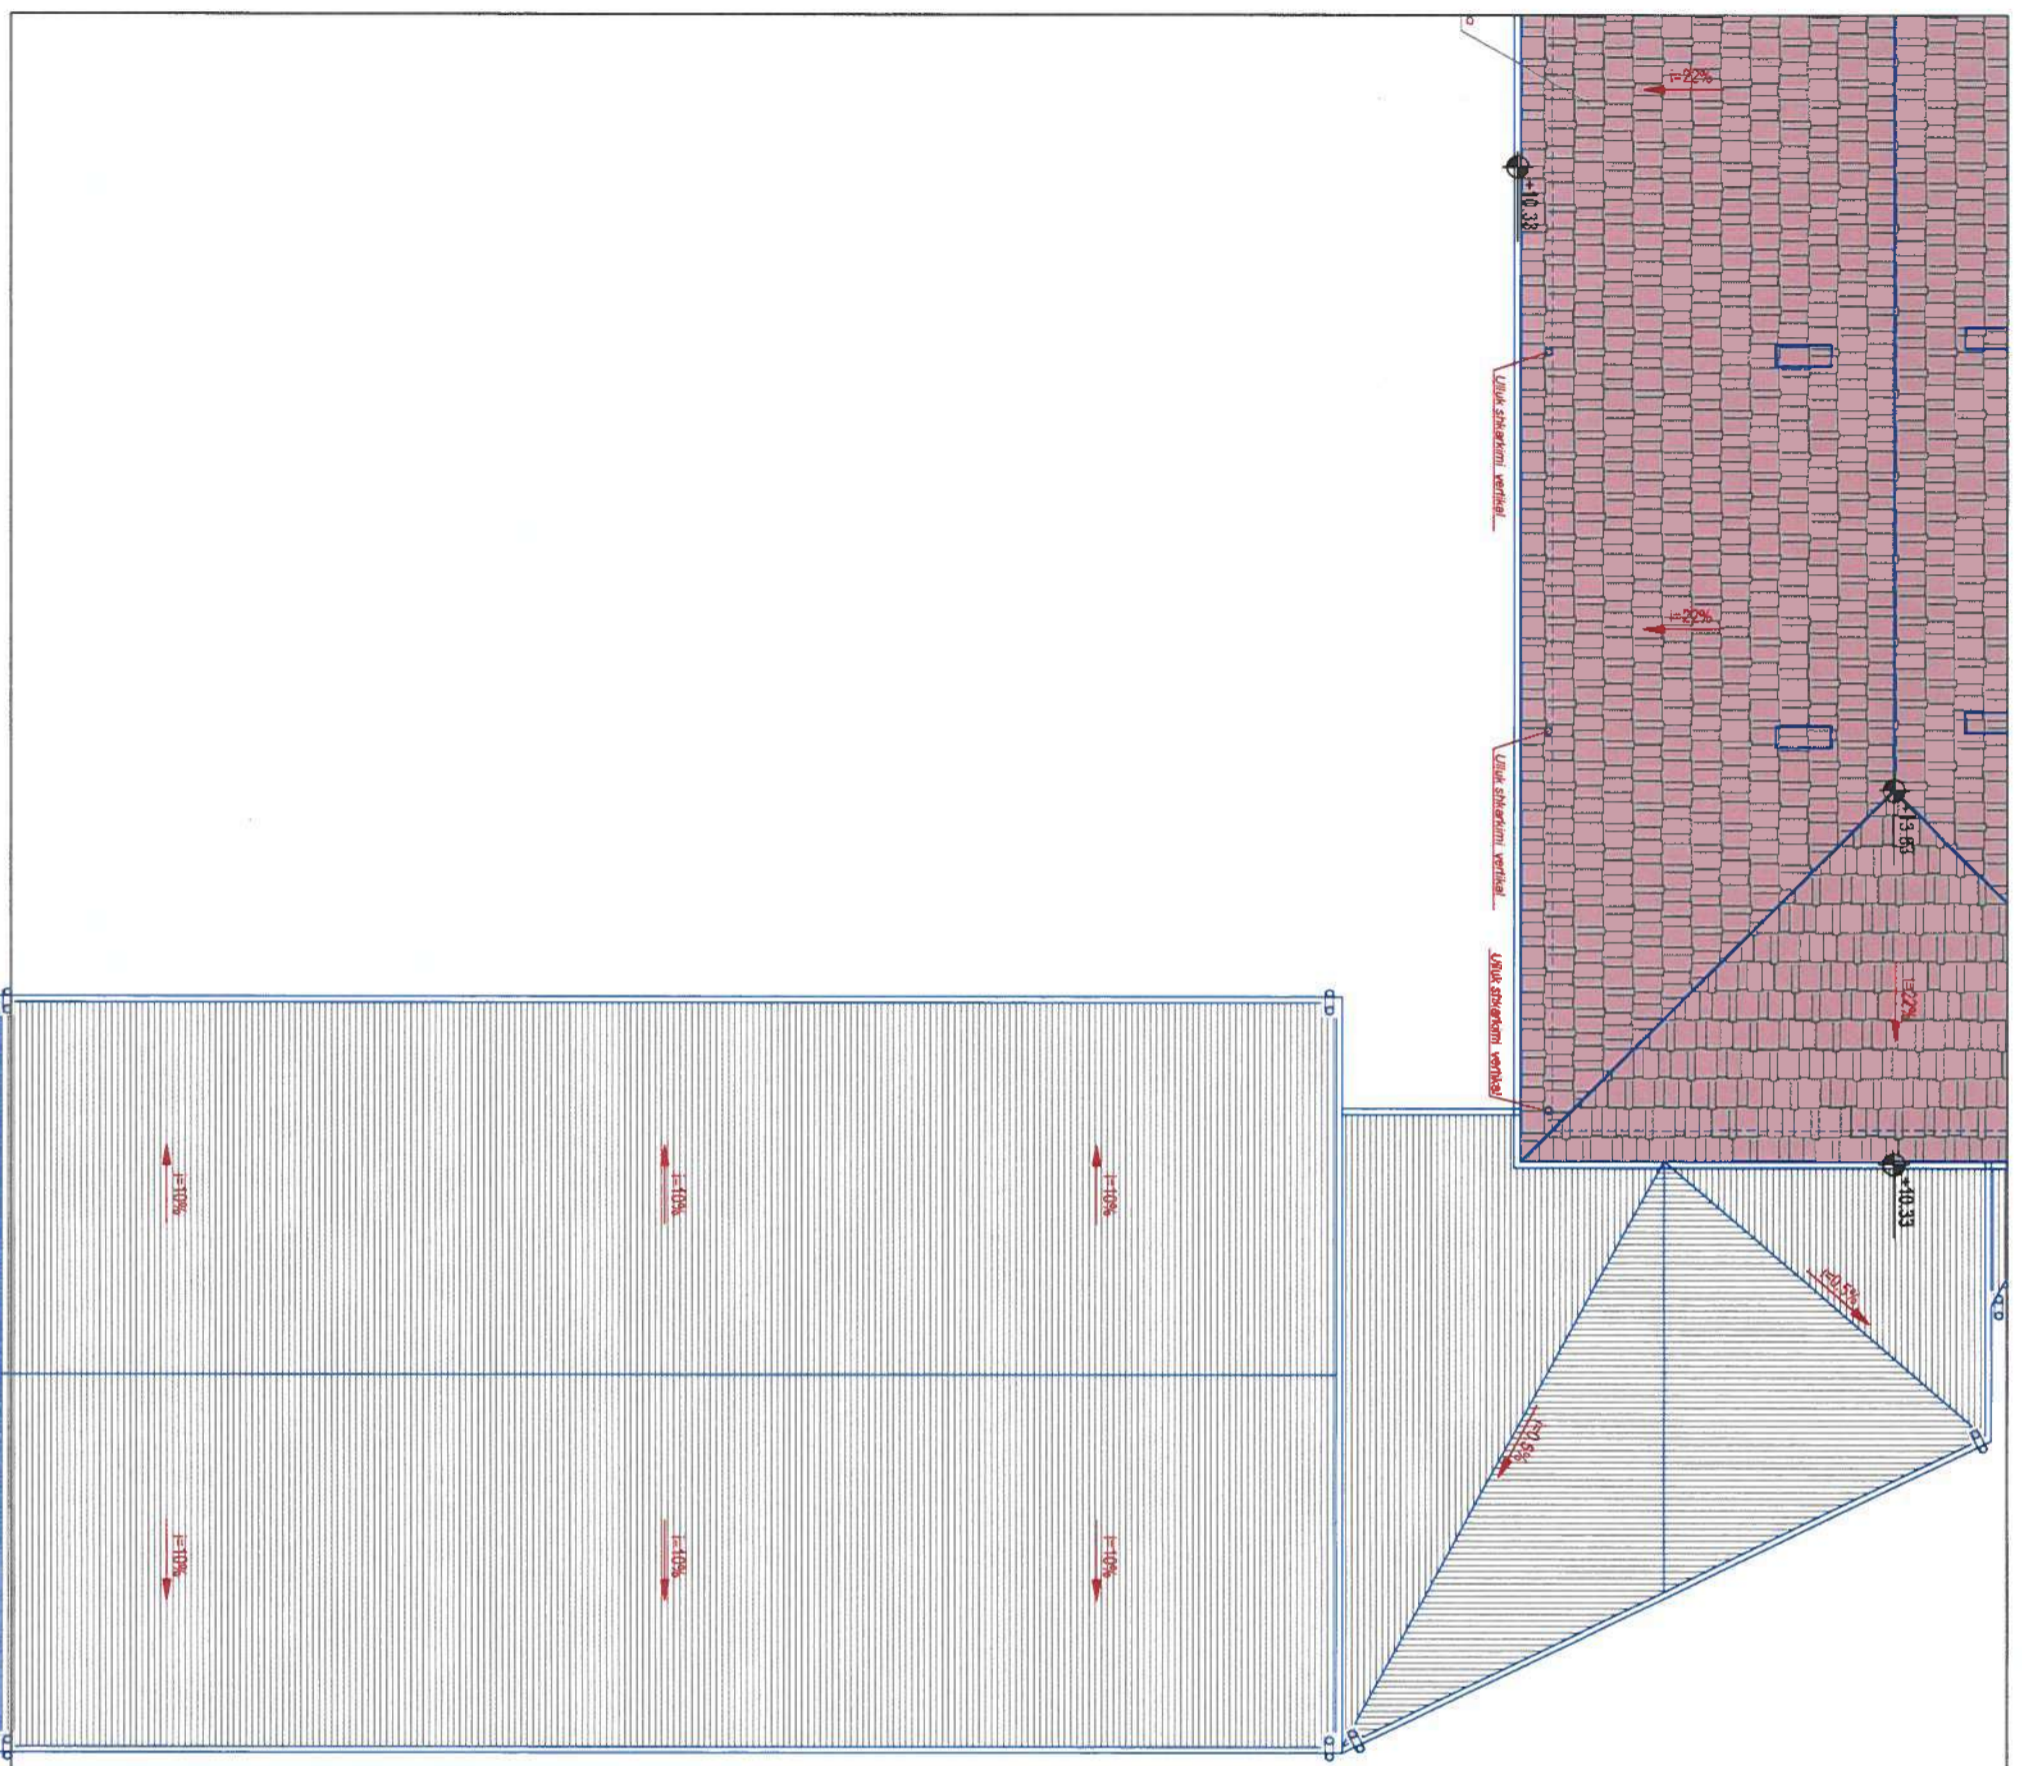 i=22%
+10.33
Ulluk shkarkimi vertikal
i=22%
Ulluk shkarkimi vertikal
+13.83
Ulluk shkarkimi vertikal
i=22%
+10.33
i=10%
i=10%
i=10%
i=0.5%
i=0.5%
i=10%
i=10%
i=10%